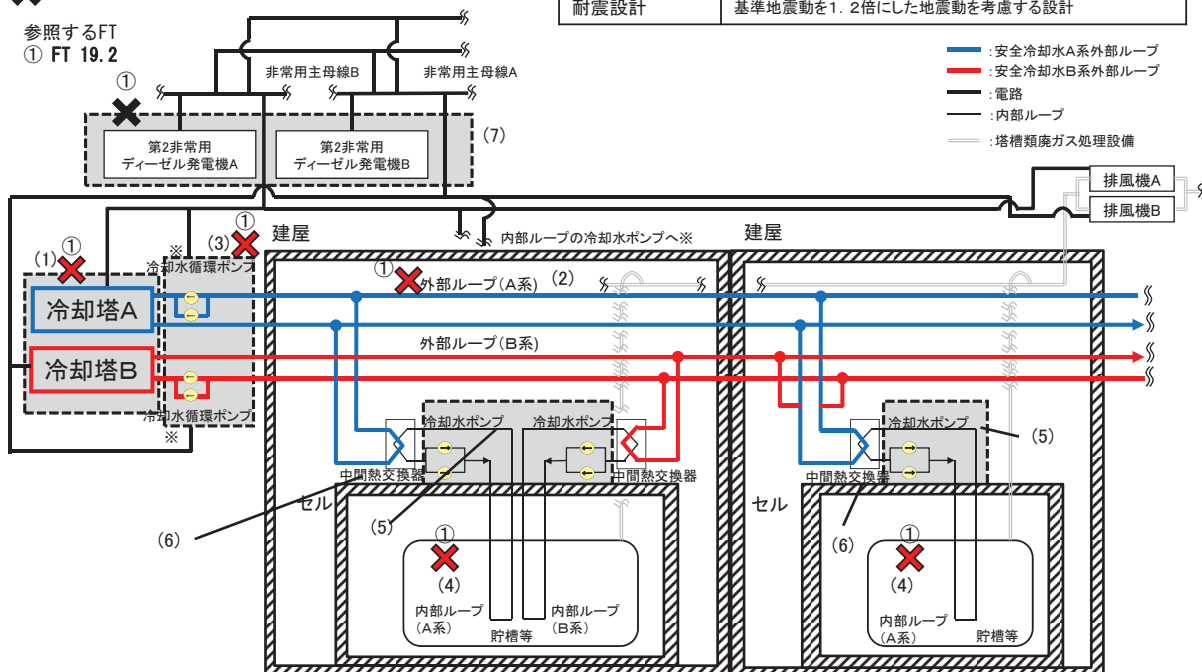 耐震設計
基準地震動を1.2倍にした地震動を考慮する設計
参照するFT
① FT 19.2
:安全冷却水A系外部ループ
:安全冷却水B系外部ループ
:電路
:内部ループ
:塔槽類廃ガス処理設備
非常用主母線B
非常用主母線A
①
(7)
第2非常用
ディーゼル発電機A
第2非常用
ディーゼル発電機B
排風機A
排風機B
①
(3)
※
建屋
内部ループの冷却水ポンプへ※
建屋
(1)
①
冷却水循環ポンプ
①
外部ループ(A系)
(2)
冷却塔A
←
←
外部ループ(B系)
冷却塔B
←
←
冷却水循環ポンプ
※
冷却水ポンプ
冷却水ポンプ
冷却水ポンプ
(5)
→
→
←
←
→
→
中間熱交換器
中間熱交換器
中間熱交換器
セル
セル
(6)
(5)
(6)
①
(4)
①
(4)
内部ループ
(A系)
内部ループ
(B系)
貯槽等
内部ループ
(A系)
貯槽等